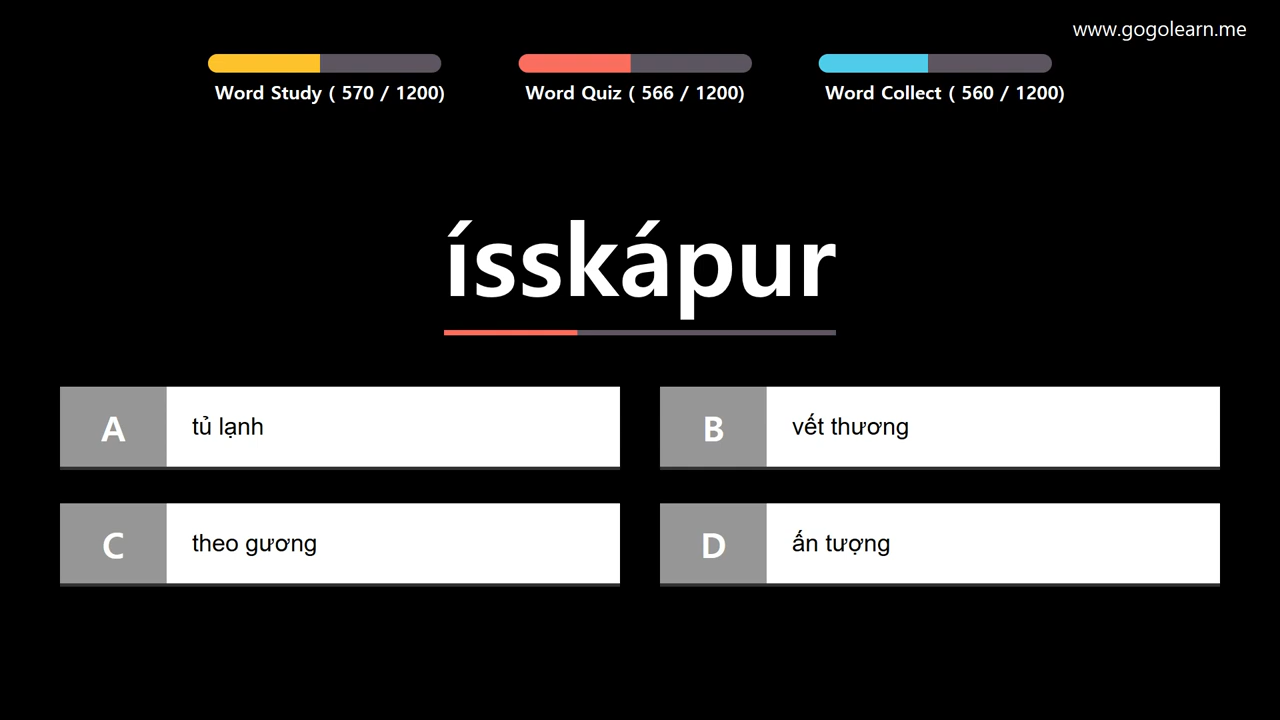 www.gogolearn.me
Word Study ( 570 / 1200)
Word Quiz ( 566 / 1200)
Word Collect ( 560 / 1200)
ísskápur
A
tủ lạnh
B
vết thương
C
theo gương
D
ấn tượng